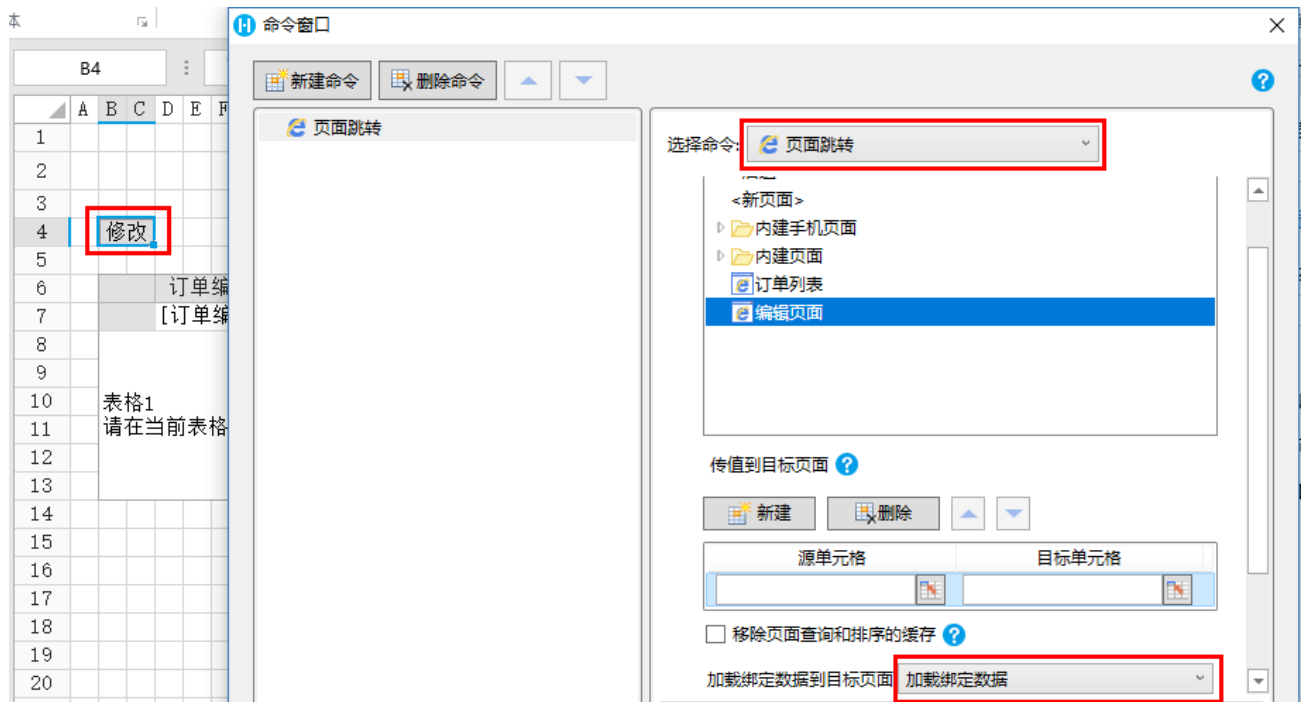 本
命令窗口
B4
新建命令
删除命令
A B C D E F
页面跳转
选择命令:
页面跳转
<新页面>
内建手机页面
内建页面
订单列表
编辑页面
1
2
3
4 修改
5
6 订单编
7 [订单编
8
9
10 表格1
11 请在当前表格
12
13
14
15
16
17
18
19
20
传值到目标页面
新建
删除
源单元格 目标单元格
移除页面查询和排序的缓存
加载绑定数据到目标页面 加载绑定数据